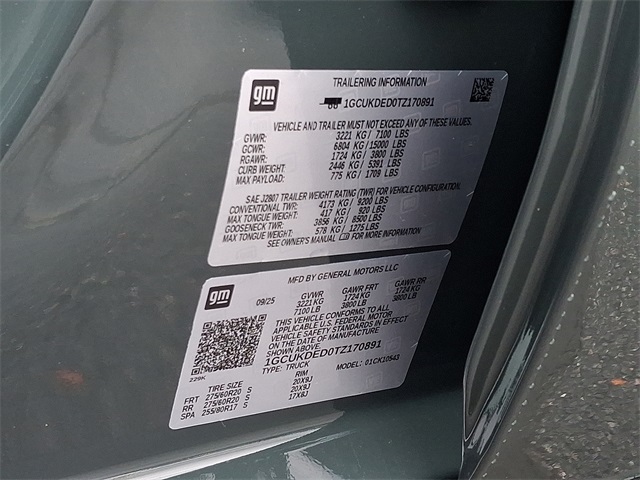 gm
TRAILERING INFORMATION
1GCUKDED0TZ170891
VEHICLE AND TRAILER MUST NOT EXCEED ANY OF THESE VALUES.
GVWR: 3221 KG / 7100 LBS
GCWR: 6804 KG / 15000 LBS
RGAWR: 1724 KG / 3800 LBS
CURB WEIGHT: 2446 KG / 5391 LBS
MAX PAYLOAD: 775 KG / 1709 LBS
SAE J2807 TRAILER WEIGHT RATING (TWR) FOR VEHICLE CONFIGURATION.
CONVENTIONAL TWR: 4173 KG / 9200 LBS
MAX TONGUE WEIGHT: 417 KG / 920 LBS
GOOSENECK TWR: 3856 KG / 8500 LBS
MAX TONGUE WEIGHT: 578 KG / 1275 LBS
SEE OWNER'S MANUAL FOR MORE INFORMATION
gm
MFD BY GENERAL MOTORS LLC
09/25 GVWR GAWR FRT GAWR RR
3221KG 1724KG 1724KG
7100LB 3800LB 3800LB
THIS VEHICLE CONFORMS TO ALL
APPLICABLE U.S. FEDERAL MOTOR
VEHICLE SAFETY STANDARDS IN EFFECT
ON THE DATE OF MANUFACTURE
SHOWN ABOVE.
1GCUKDED0TZ170891
TYPE: TRUCK MODEL: 01CK10543
229K
TIRE SIZE RIM
FRT 275/60R20 S 20X9J
RR 275/60R20 S 20X9J
SPA 255/80R17 S 17X8J